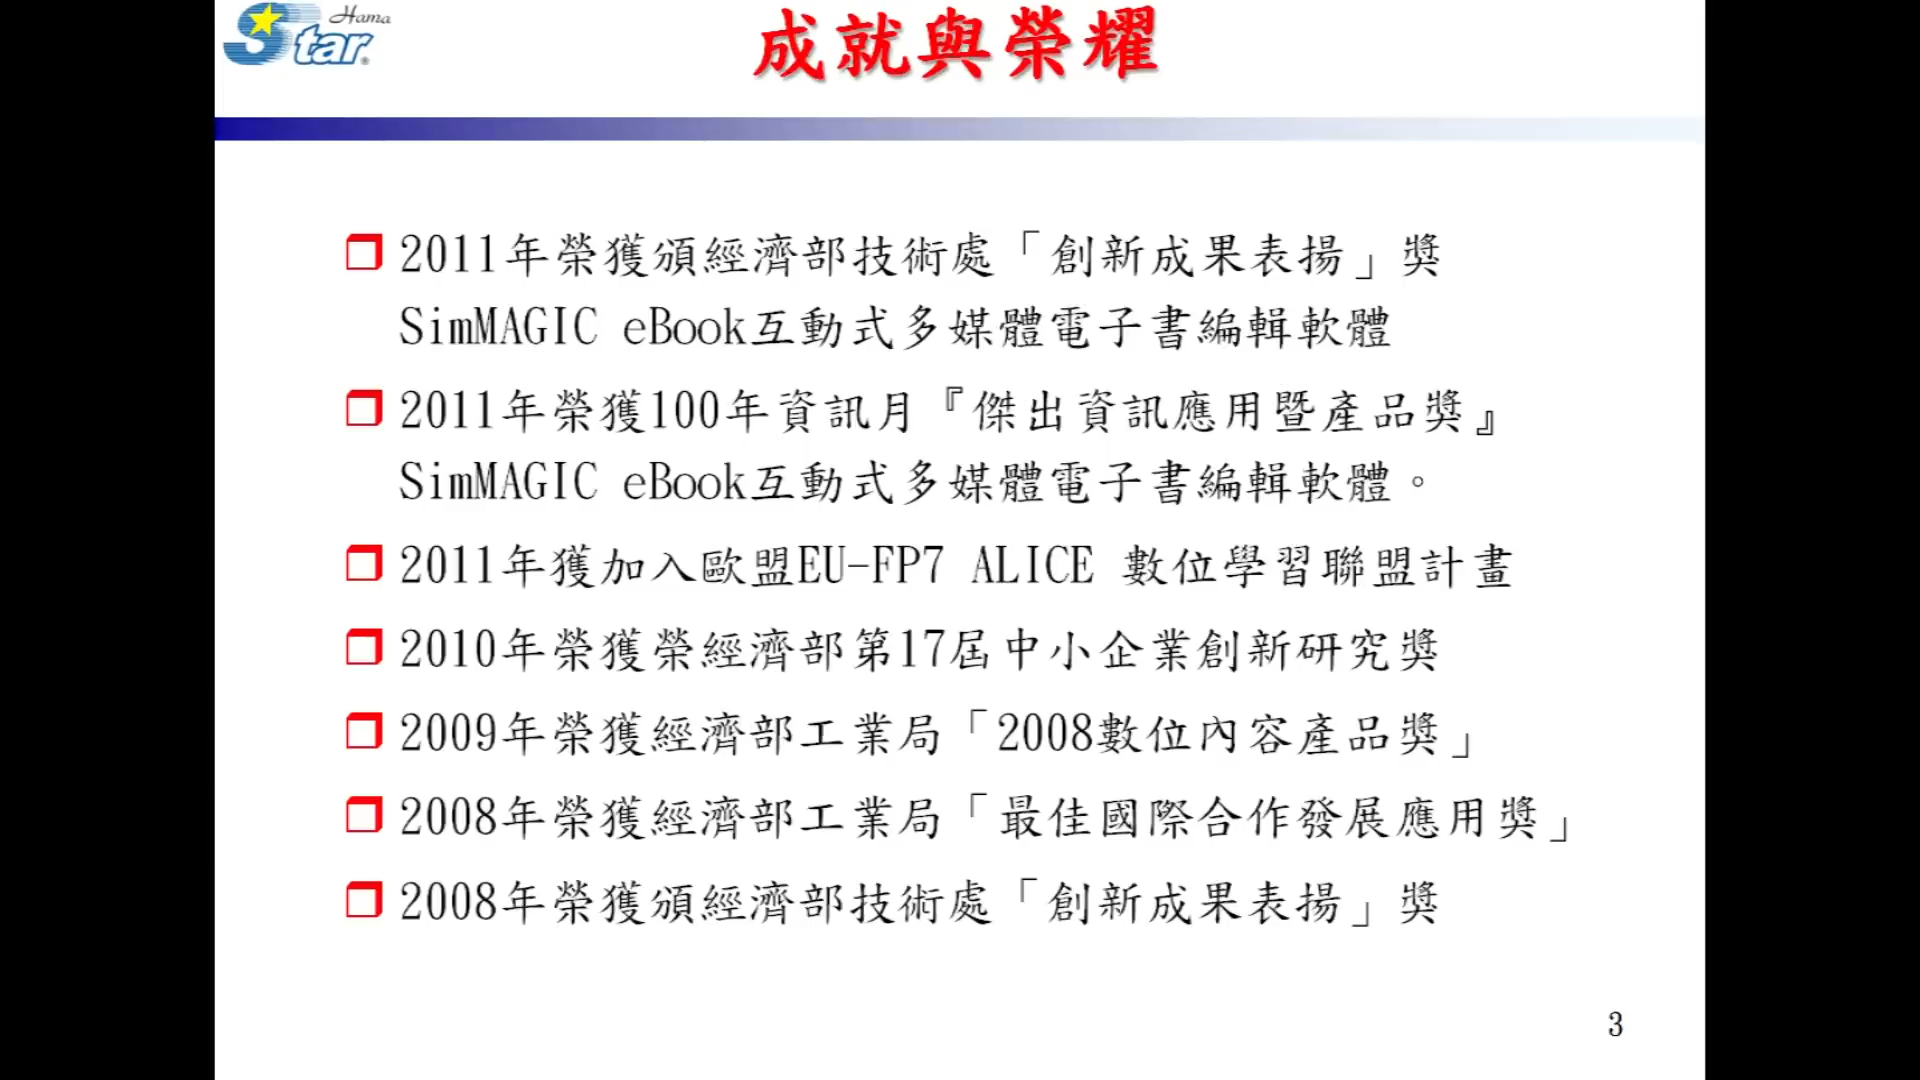 Hama
Star®
成就與榮耀
2011年榮獲頒經濟部技術處「創新成果表揚」獎
SimMAGIC eBook互動式多媒體電子書編輯軟體
2011年榮獲100年資訊月『傑出資訊應用暨產品獎』
SimMAGIC eBook互動式多媒體電子書編輯軟體。
2011年獲加入歐盟EU-FP7 ALICE 數位學習聯盟計畫
2010年榮獲榮經濟部第17屆中小企業創新研究獎
2009年榮獲經濟部工業局「2008數位內容產品獎」
2008年榮獲經濟部工業局「最佳國際合作發展應用獎」
2008年榮獲頒經濟部技術處「創新成果表揚」獎
3